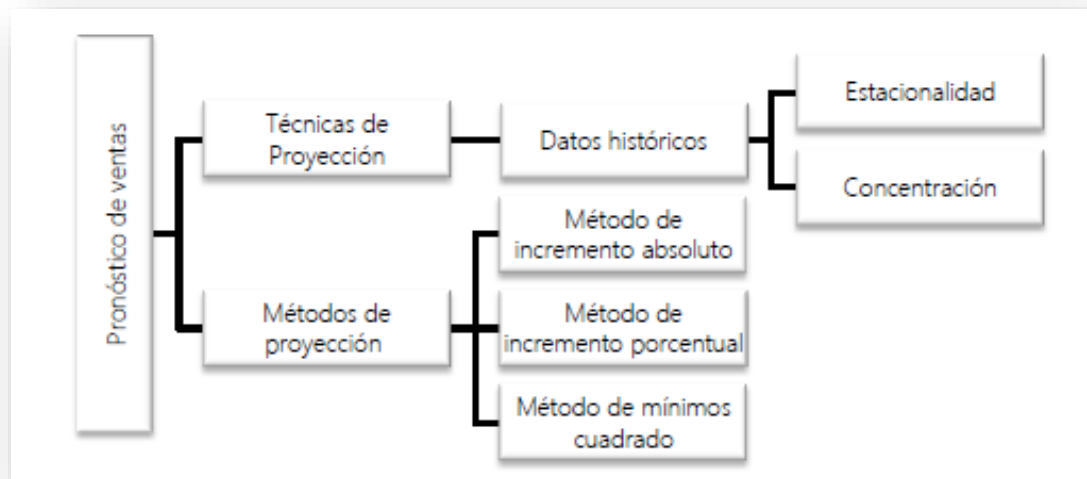 Pronóstico de ventas
Técnicas de
Proyección
Datos históricos
Estacionalidad
Concentración
Métodos de
proyección
Método de
incremento absoluto
Método de
incremento porcentual
Método de mínimos
cuadrado